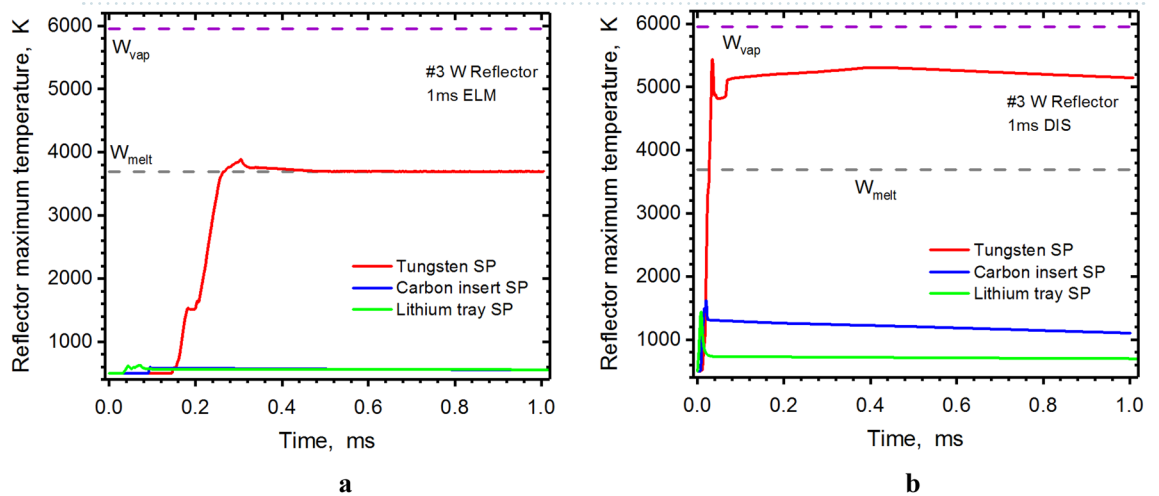 Reflector maximum temperature, K
6000
5000
4000
3000
2000
1000
W_vap
#3 W Reflector
1ms ELM
W_melt
Tungsten SP
Carbon insert SP
Lithium tray SP
0.0 0.2 0.4 0.6 0.8 1.0
Time, ms
a
Reflector maximum temperature, K
6000
5000
4000
3000
2000
1000
W_vap
#3 W Reflector
1ms DIS
W_melt
Tungsten SP
Carbon insert SP
Lithium tray SP
0.0 0.2 0.4 0.6 0.8 1.0
Time, ms
b